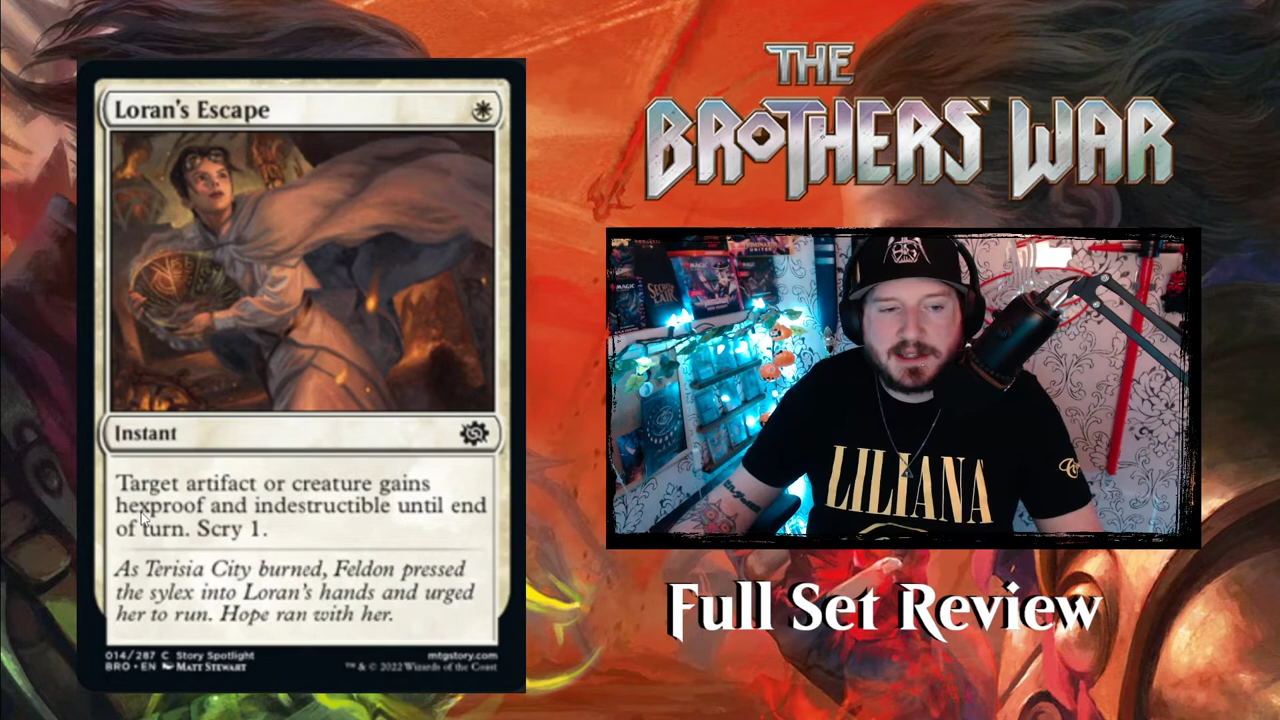 Loran's Escape
Instant
Target artifact or creature gains
hexproof and indestructible until end
of turn. Scry 1.
As Terisia City burned, Feldon pressed
the sylex into Loran's hands and urged
her to run. Hope ran with her.
014/287 C Story Spotlight
BRO • EN Matt Stewart
mtgstory.com
™ & © 2022 Wizards of the Coast
THE
BROTHERS' WAR
MAGIC
SECRET
LAIR
LILIANA
Full Set Review